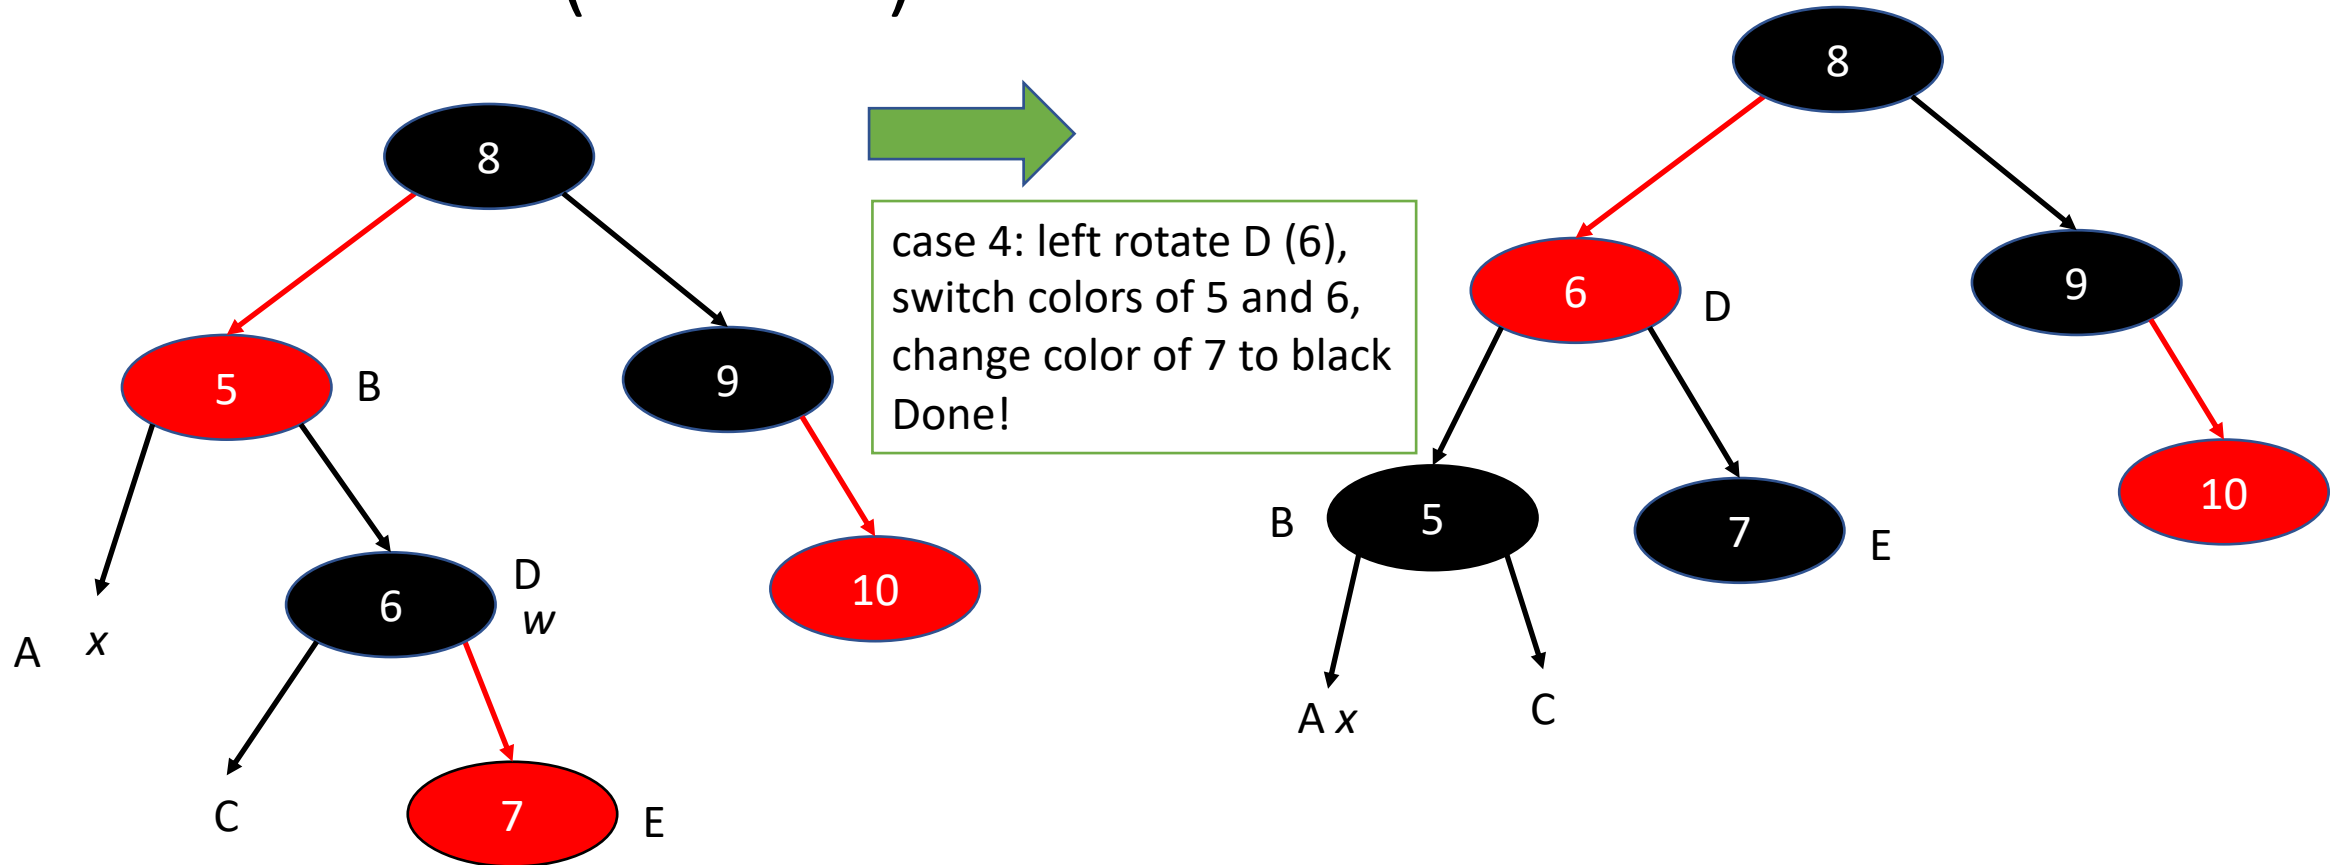 ( )
8
5
B
9
6
D
w
10
A x
C
7
E
case 4: left rotate D (6),
switch colors of 5 and 6,
change color of 7 to black
Done!
8
6
D
9
B
5
7
E
10
A x
C